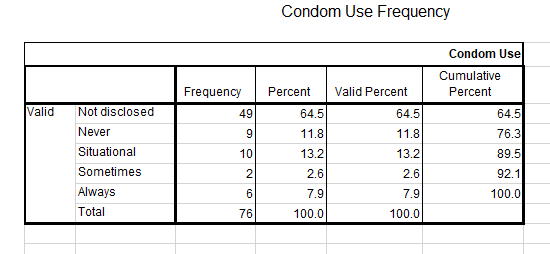 Condom Use Frequency
Condom Use
Frequency Percent Valid Percent Cumulative Percent
Valid Not disclosed 49 64.5 64.5 64.5
Never 9 11.8 11.8 76.3
Situational 10 13.2 13.2 89.5
Sometimes 2 2.6 2.6 92.1
Always 6 7.9 7.9 100.0
Total 76 100.0 100.0